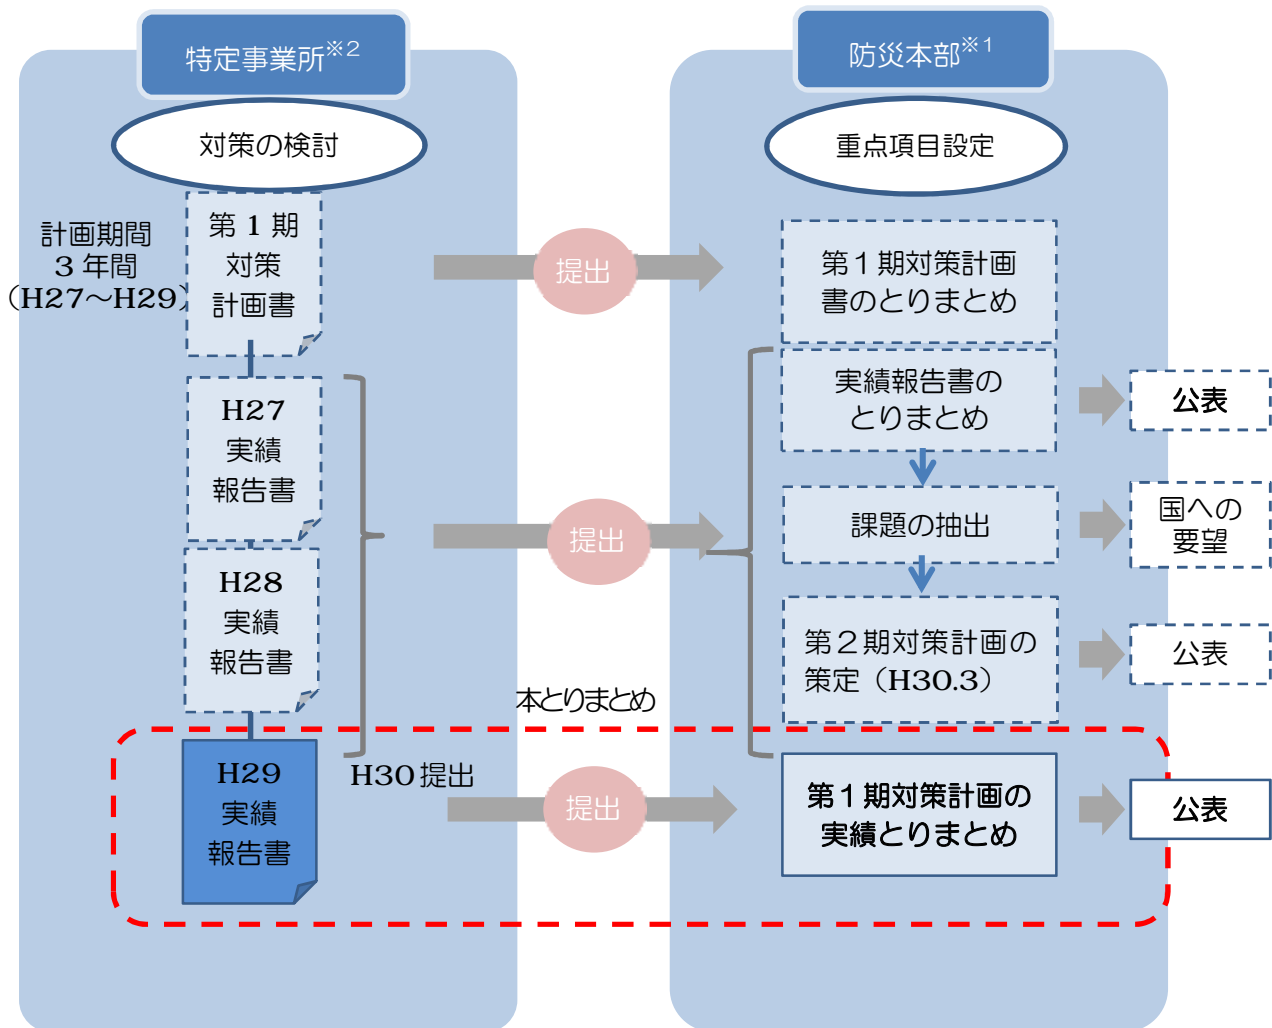 特定事業所※2
対策の検討
計画期間
3 年間
（H27～H29）
第 1 期
対策
計画書
H27
実績
報告書
H28
実績
報告書
H29
実績
報告書
提出
提出
本とりまとめ
H30 提出
提出
防災本部※1
重点項目設定
第１期対策計画
書のとりまとめ
実績報告書の
とりまとめ
公表
課題の抽出
国への
要望
第２期対策計画の
策定（H30.3）
公表
第１期対策計画の
実績とりまとめ
公表